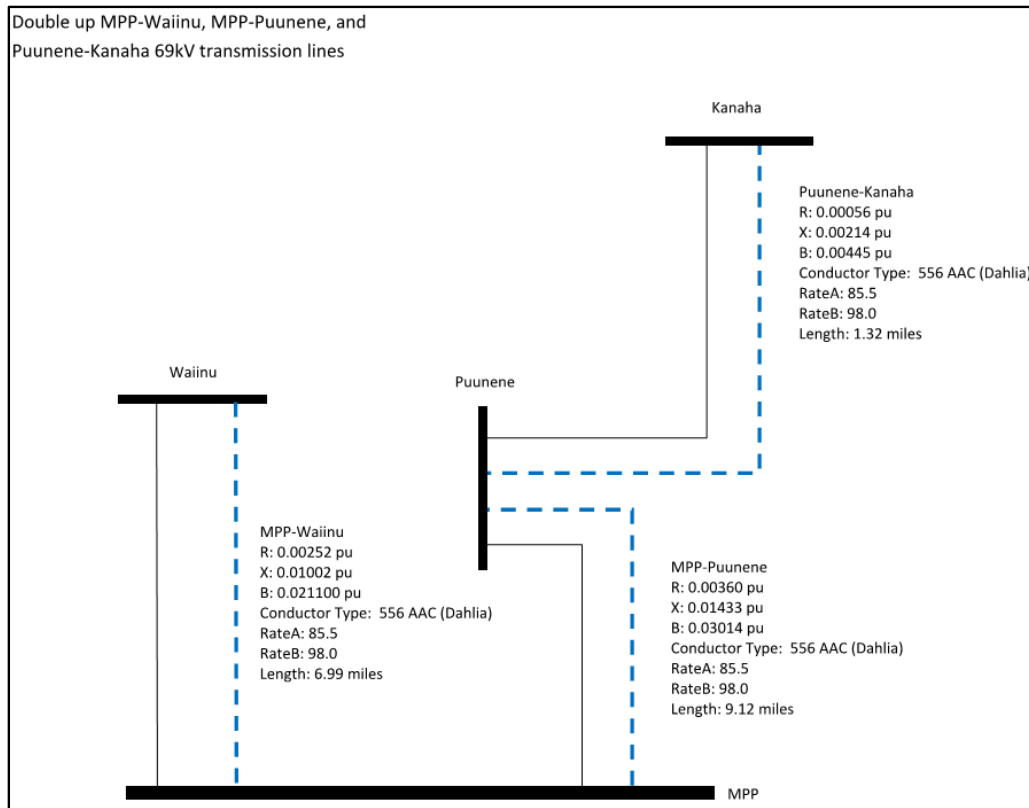 Double up MPP-Waiinu, MPP-Puunene, and
Puunene-Kanaha 69kV transmission lines
Kanaha
Puunene-Kanaha
R: 0.00056 pu
X: 0.00214 pu
B: 0.00445 pu
Conductor Type:  556 AAC (Dahlia)
RateA: 85.5
RateB: 98.0
Length: 1.32 miles
Waiinu
Puunene
MPP-Waiinu
R: 0.00252 pu
X: 0.01002 pu
B: 0.021100 pu
Conductor Type:  556 AAC (Dahlia)
RateA: 85.5
RateB: 98.0
Length: 6.99 miles
MPP-Puunene
R: 0.00360 pu
X: 0.01433 pu
B: 0.03014 pu
Conductor Type:  556 AAC (Dahlia)
RateA: 85.5
RateB: 98.0
Length: 9.12 miles
MPP